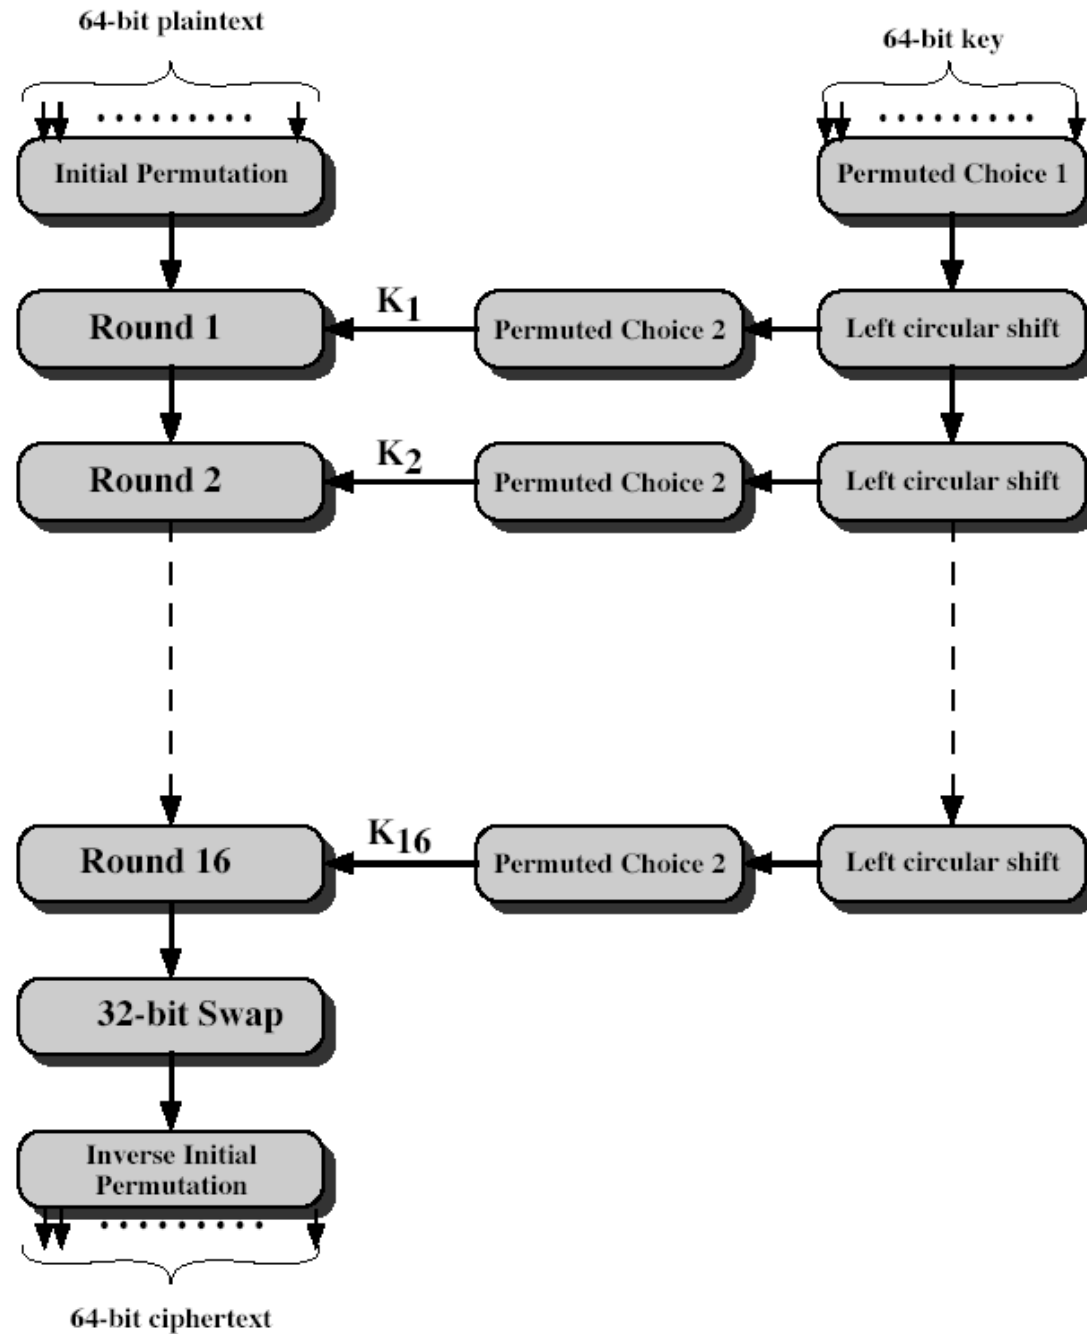 64-bit plaintext
64-bit key
Initial Permutation
Permuted Choice 1
Round 1
K1
Permuted Choice 2
Left circular shift
Round 2
K2
Permuted Choice 2
Left circular shift
Round 16
K16
Permuted Choice 2
Left circular shift
32-bit Swap
Inverse Initial
Permutation
64-bit ciphertext